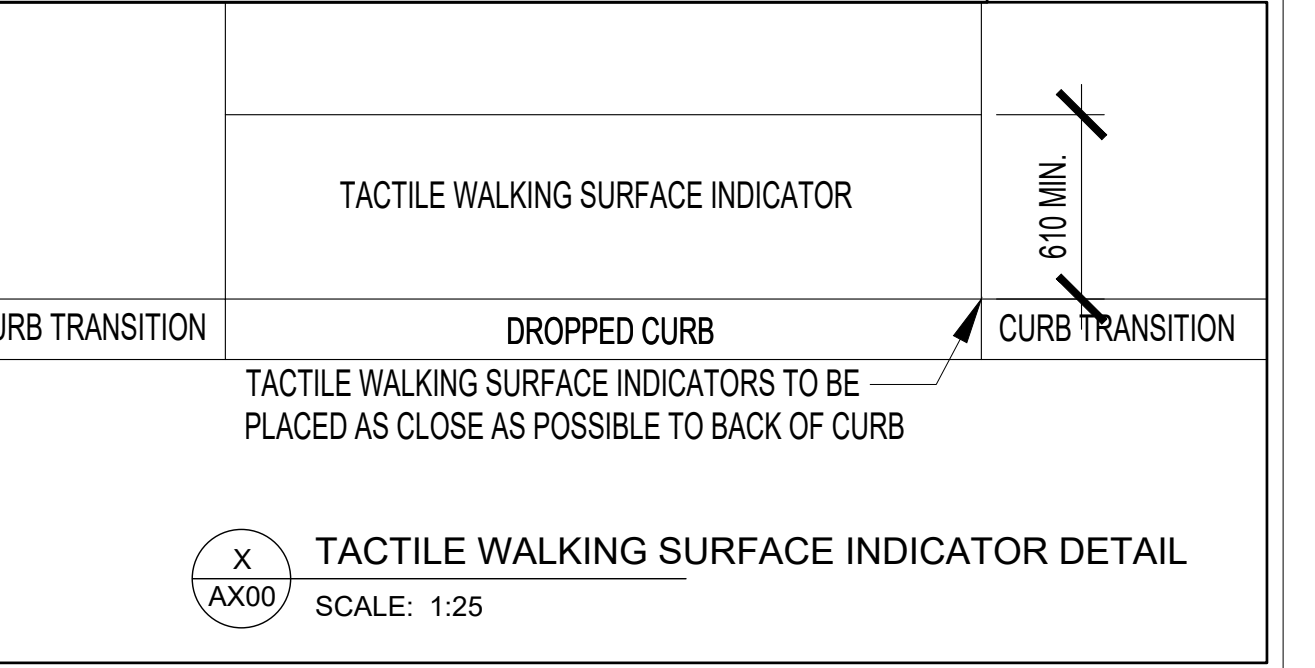 TACTILE WALKING SURFACE INDICATOR
610 MIN.
URB TRANSITION
DROPPED CURB
CURB TRANSITION
TACTILE WALKING SURFACE INDICATORS TO BE
PLACED AS CLOSE AS POSSIBLE TO BACK OF CURB
X
TACTILE WALKING SURFACE INDICATOR DETAIL
AX00
SCALE: 1:25